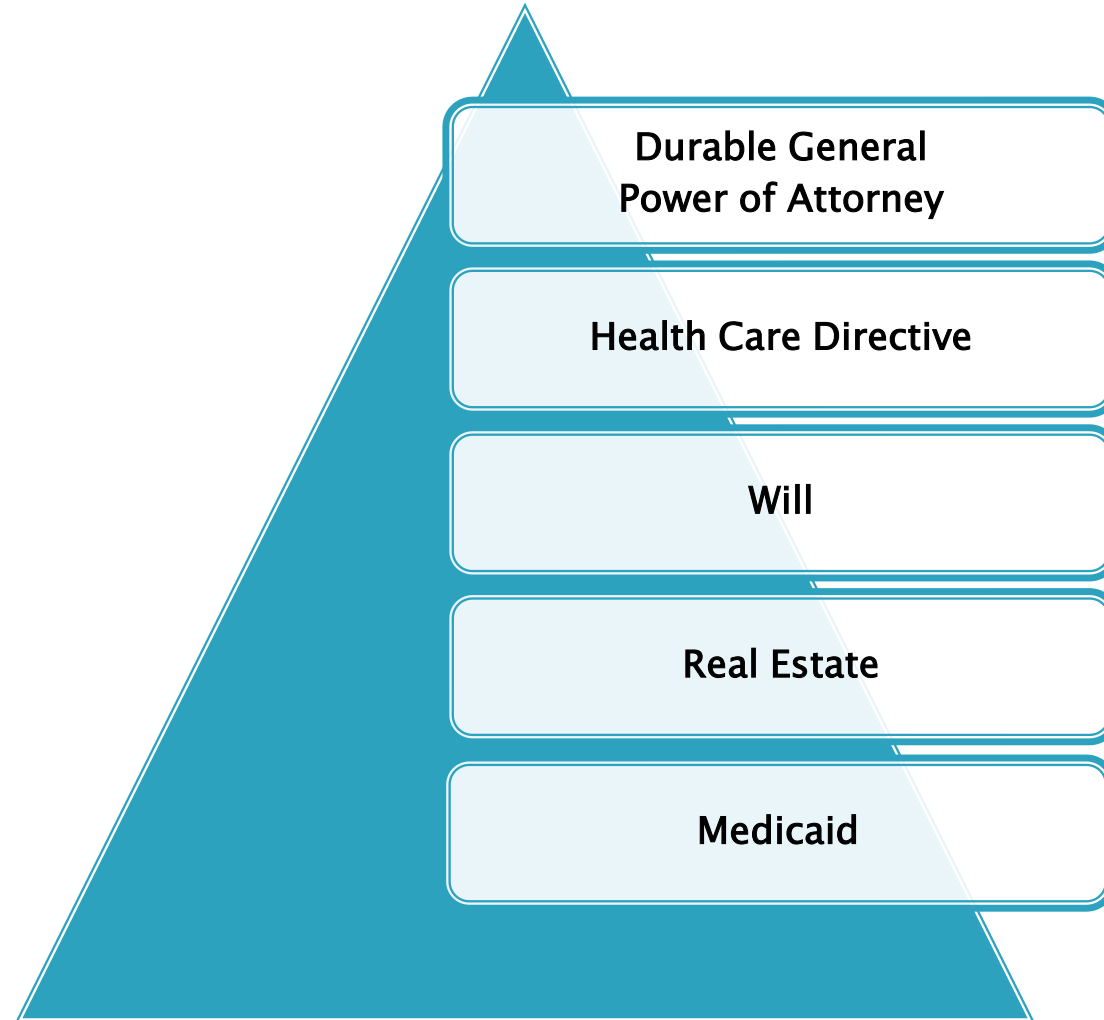 Durable General
Power of Attorney
Health Care Directive
Will
Real Estate
Medicaid